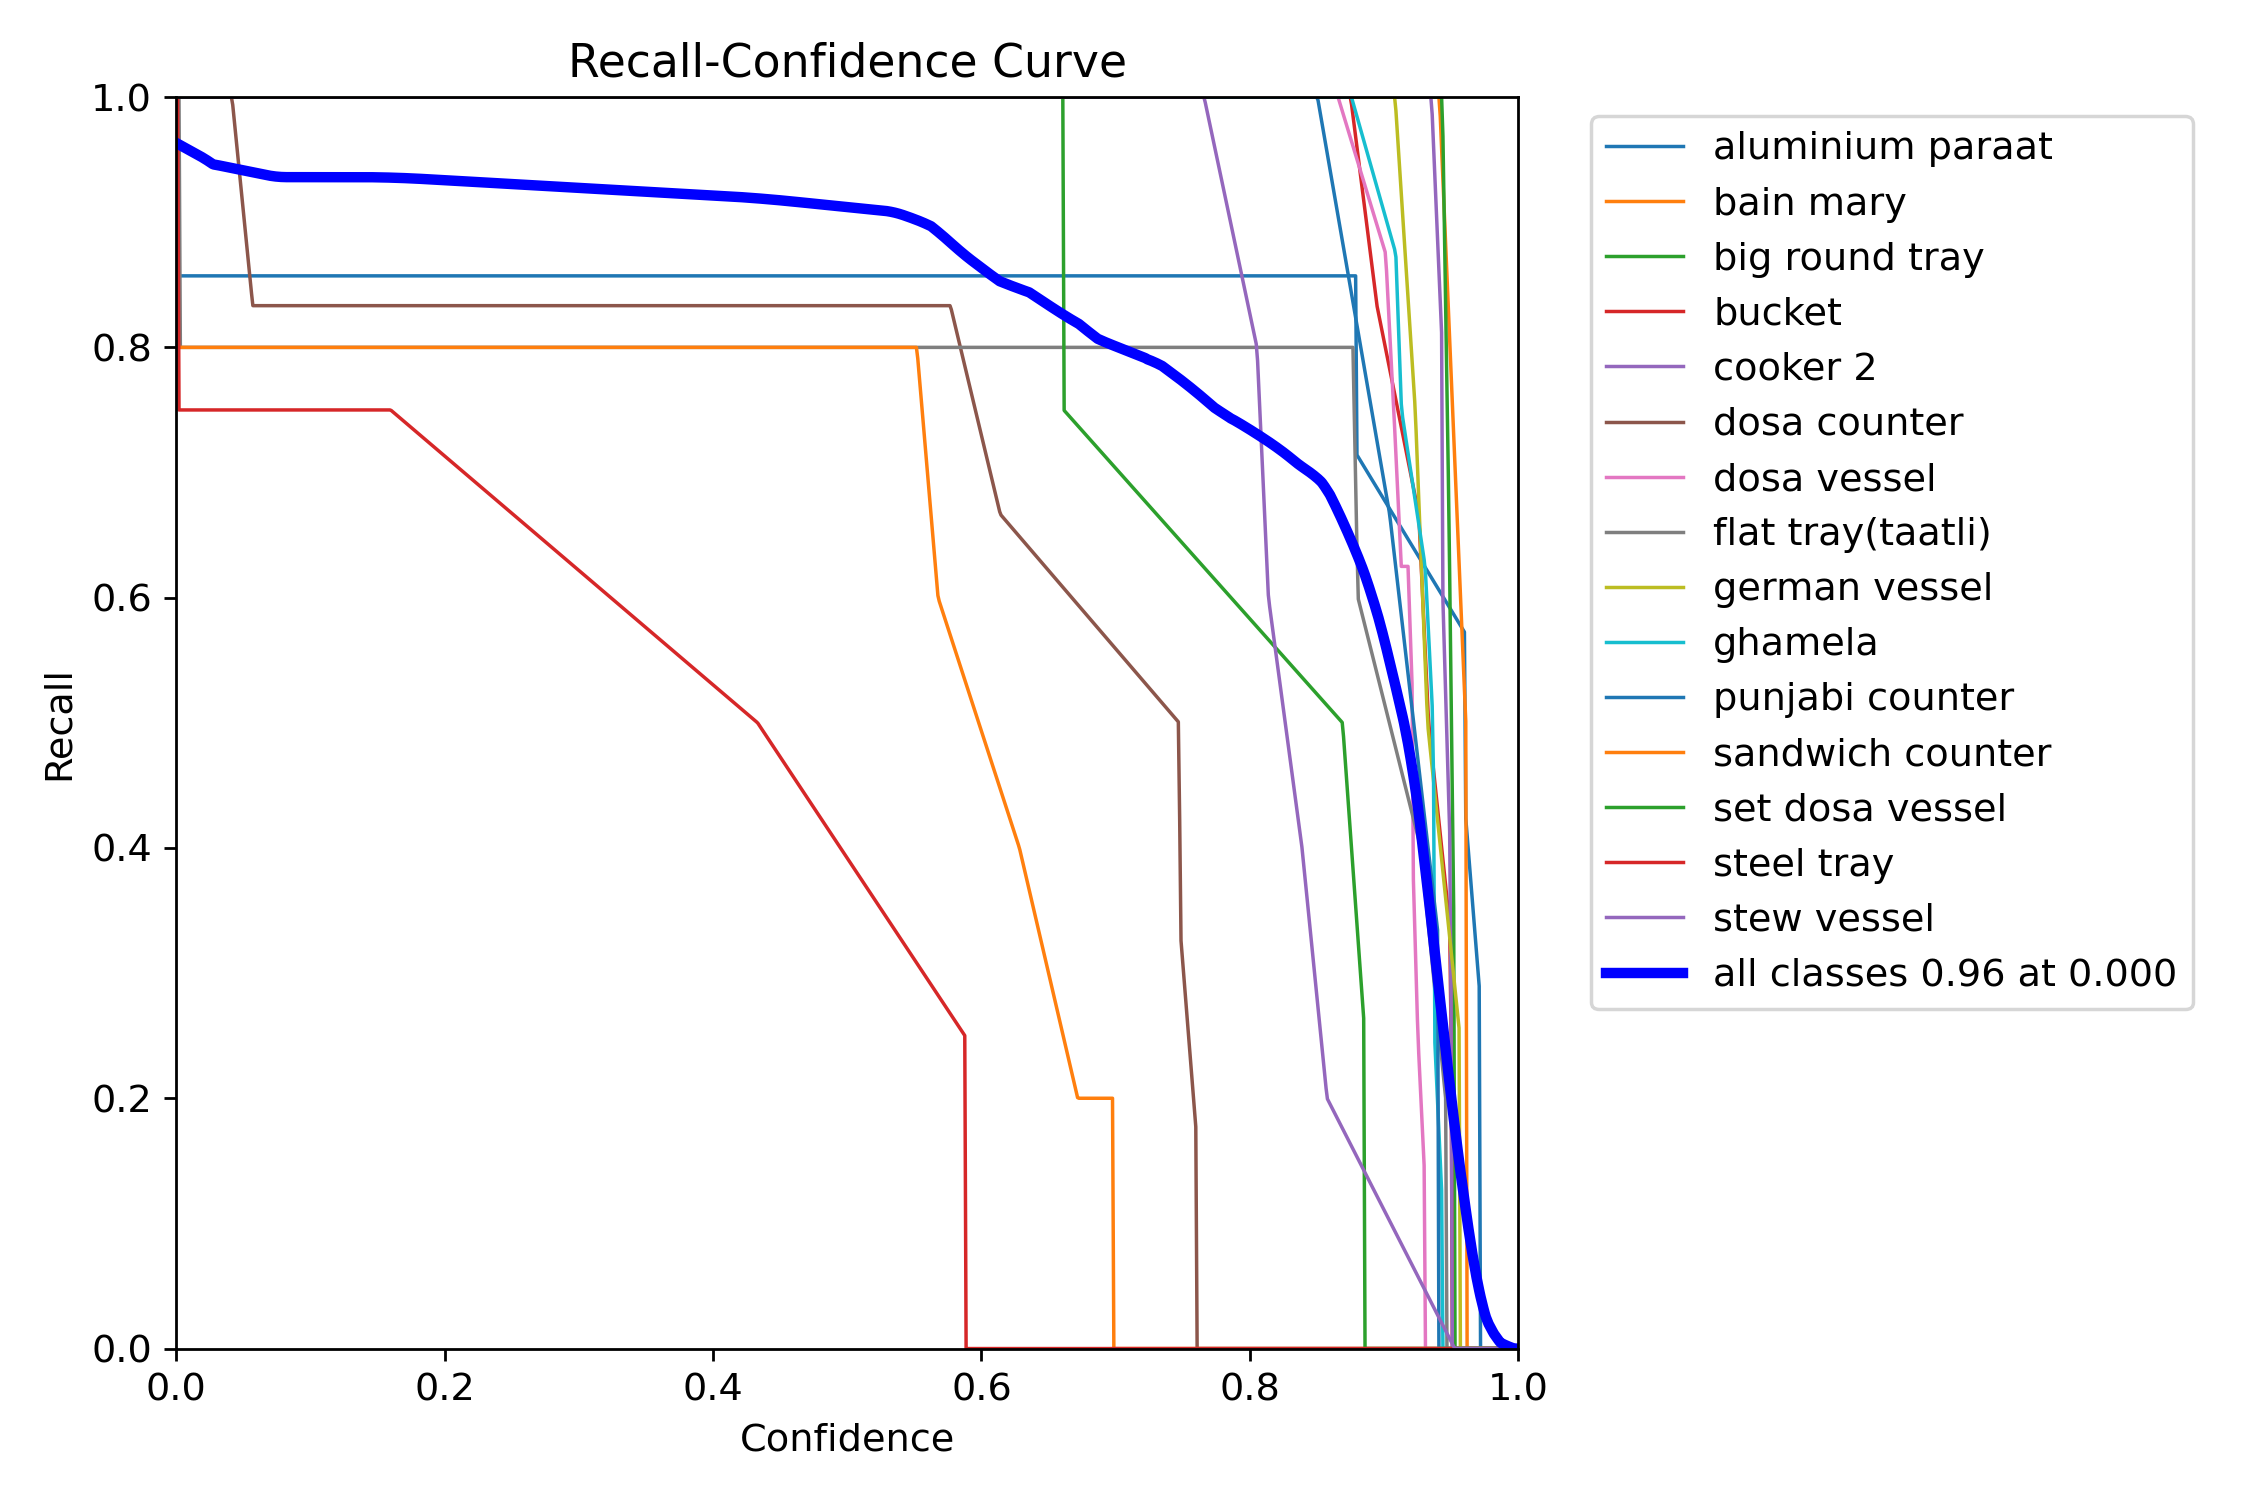 Recall-Confidence Curve
1.0
0.8
0.6
0.4
0.2
0.0
Recall
0.0 0.2 0.4 0.6 0.8 1.0
Confidence
aluminium paraat
bain mary
big round tray
bucket
cooker 2
dosa counter
dosa vessel
flat tray(taatli)
german vessel
ghamela
punjabi counter
sandwich counter
set dosa vessel
steel tray
stew vessel
all classes 0.96 at 0.000